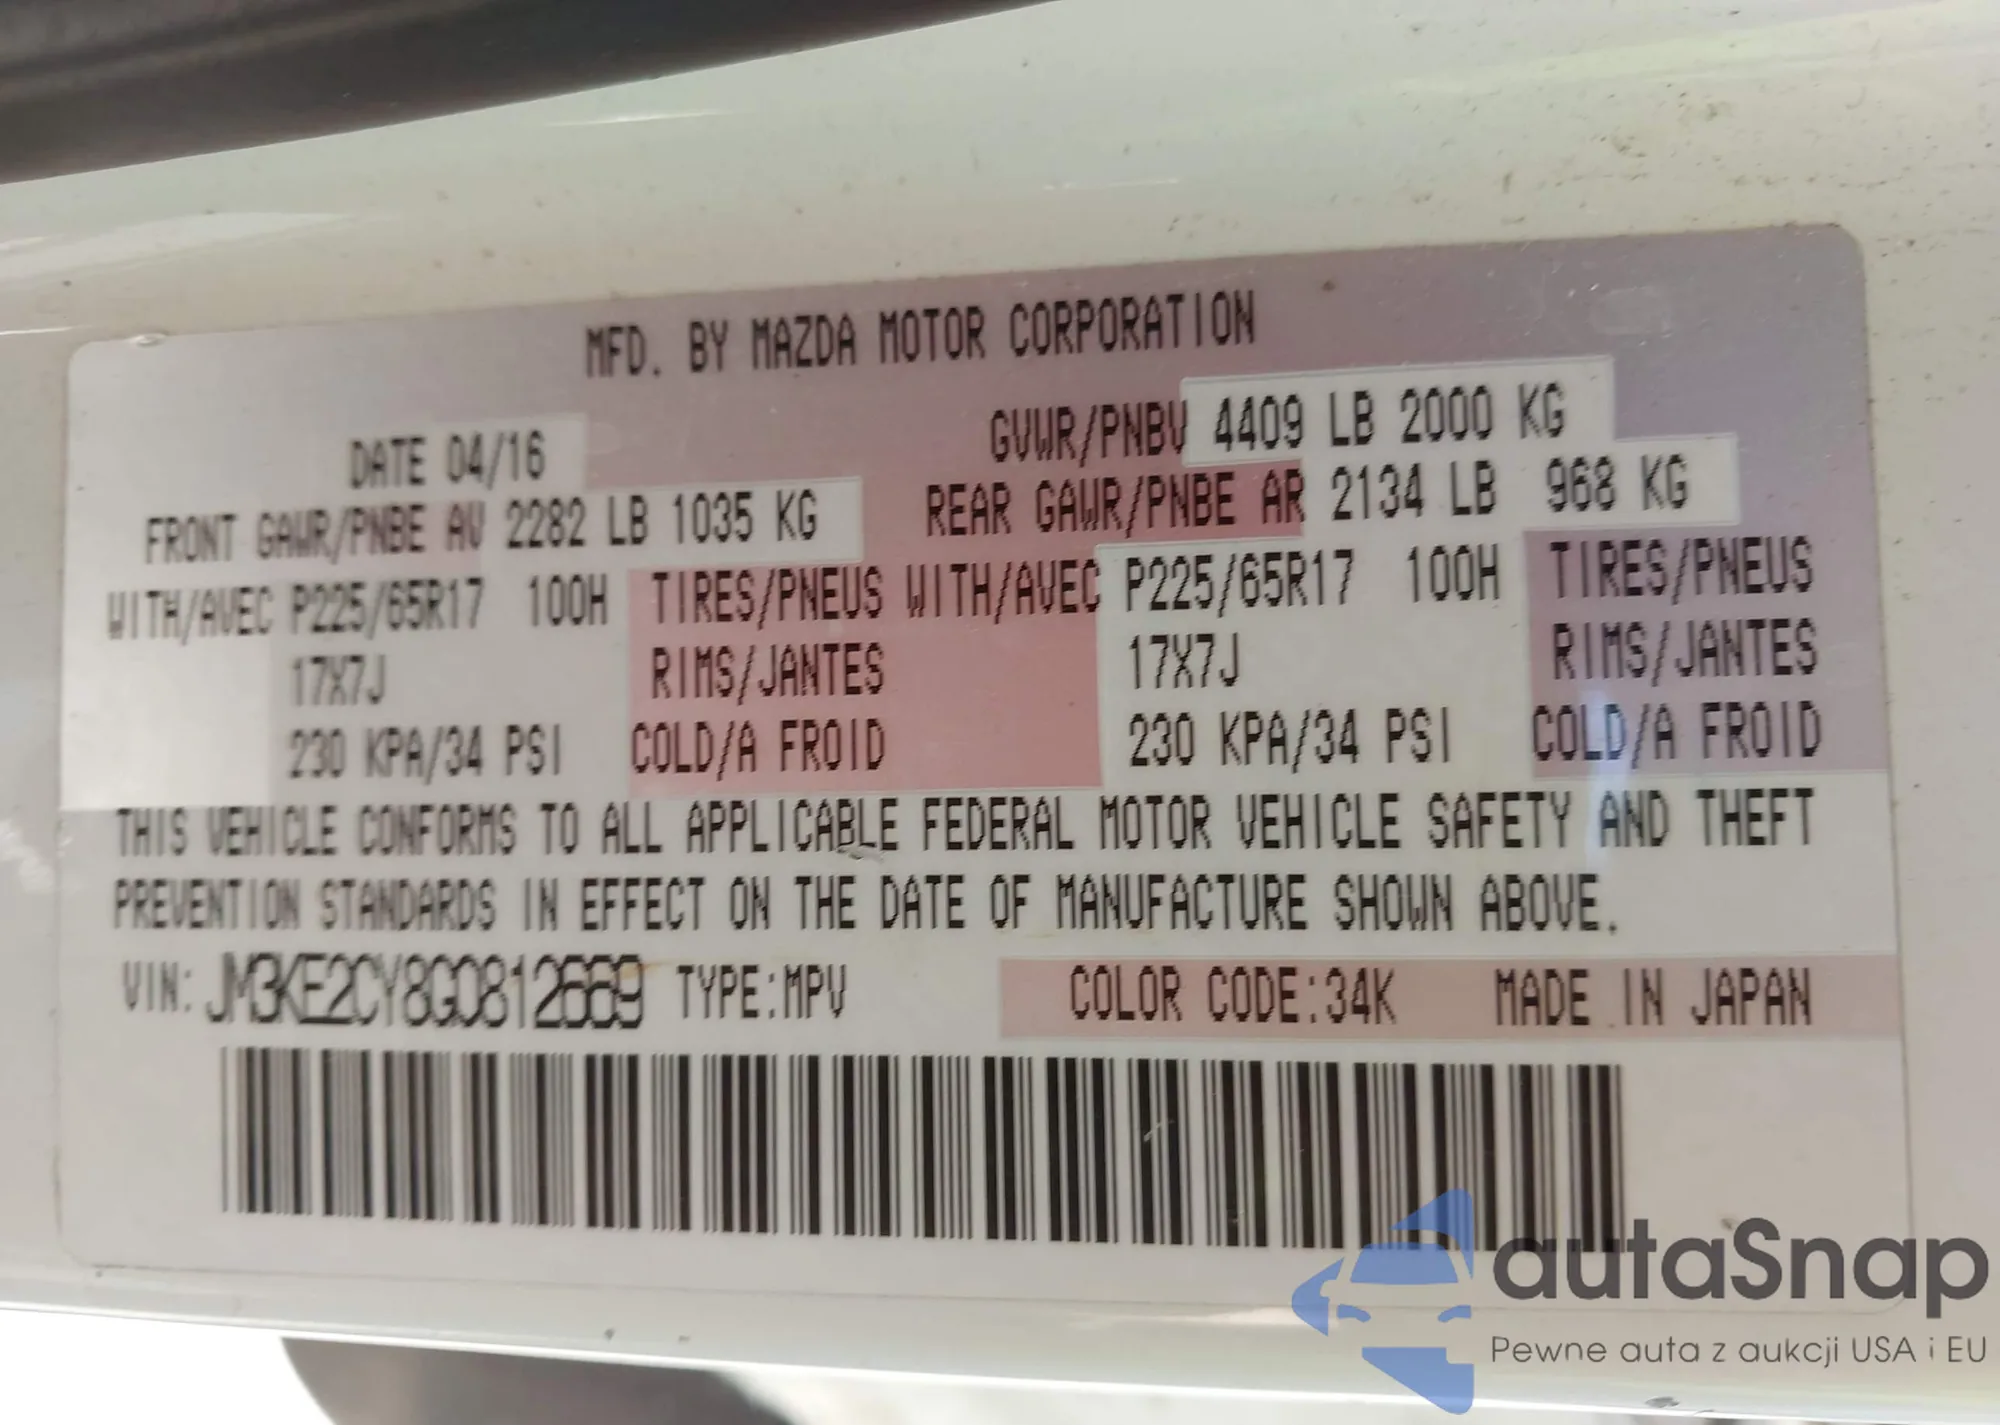 MFD. BY MAZDA MOTOR CORPORATION
DATE 04/16 GVWR/PNBV 4409 LB 2000 KG
FRONT GAWR/PNBE AV 2282 LB 1035 KG REAR GAWR/PNBE AR 2134 LB 968 KG
WITH/AVEC P225/65R17 100H TIRES/PNEUS WITH/AVEC P225/65R17 100H TIRES/PNEUS
17X7J RIMS/JANTES 17X7J RIMS/JANTES
230 KPA/34 PSI COLD/A FROID 230 KPA/34 PSI COLD/A FROID
THIS VEHICLE CONFORMS TO ALL APPLICABLE FEDERAL MOTOR VEHICLE SAFETY AND THEFT
PREVENTION STANDARDS IN EFFECT ON THE DATE OF MANUFACTURE SHOWN ABOVE.
VIN: JM3KE2CY8G0812669 TYPE:MPV COLOR CODE:34K MADE IN JAPAN
autaSnap
Pewne auta z aukcji USA i EU